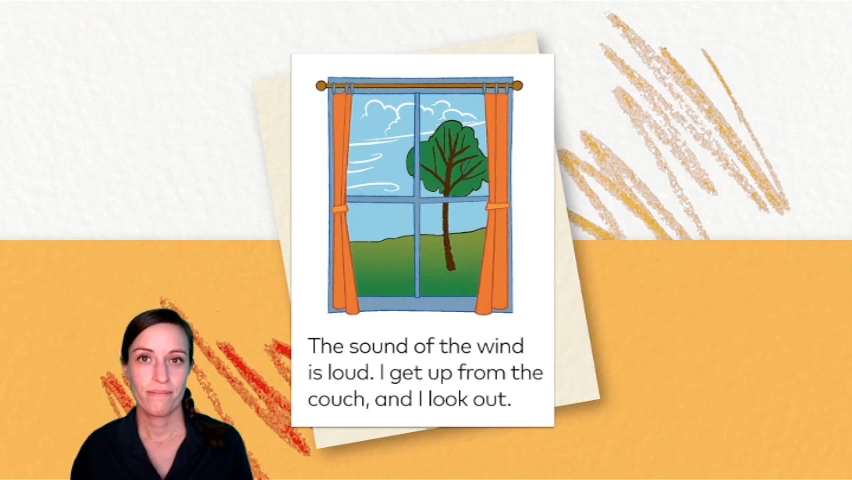 The sound of the wind
is loud. I get up from the
couch, and I look out.